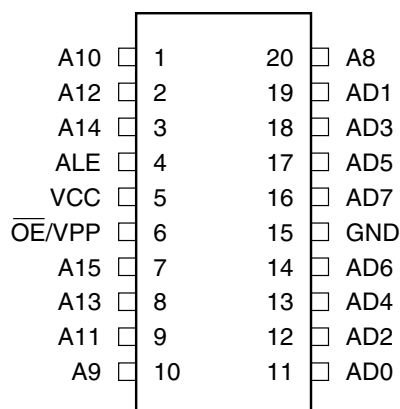 A10 1 20 A8
A12 2 19 AD1
A14 3 18 AD3
ALE 4 17 AD5
VCC 5 16 AD7
O̅E̅/VPP 6 15 GND
A15 7 14 AD6
A13 8 13 AD4
A11 9 12 AD2
A9 10 11 AD0